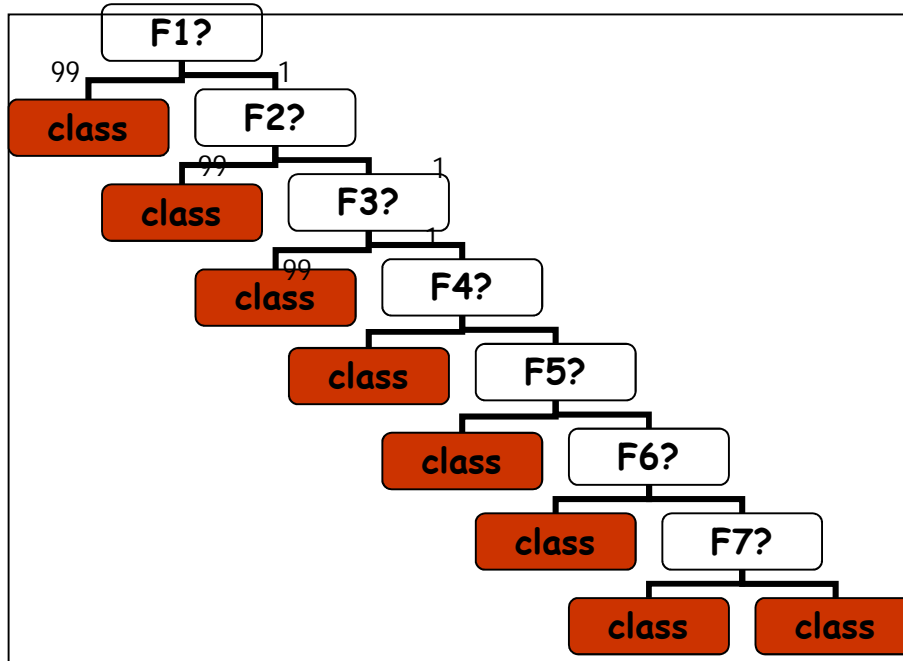 F1?
99 1
class F2?
99 1
class F3?
1
99
class F4?
class F5?
class F6?
class F7?
class class